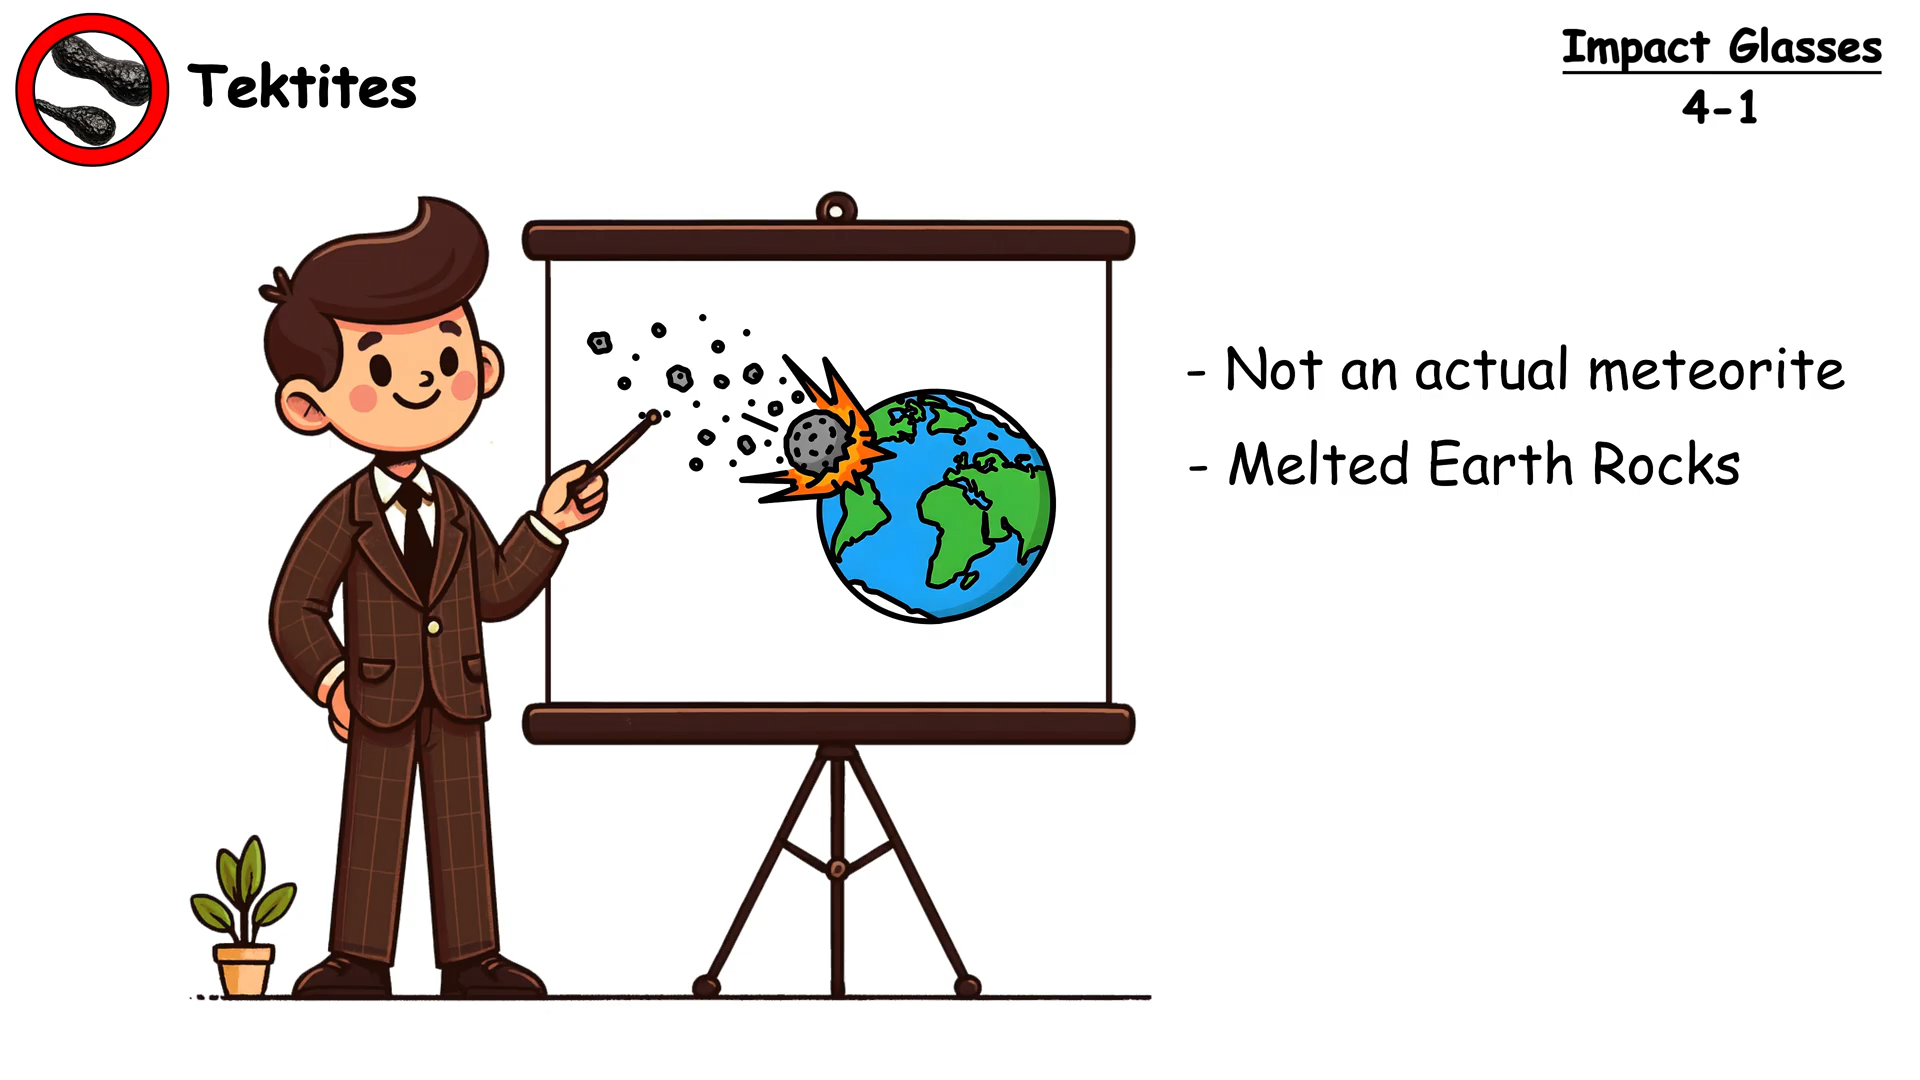 Tektites
Impact Glasses
4-1
- Not an actual meteorite
- Melted Earth Rocks